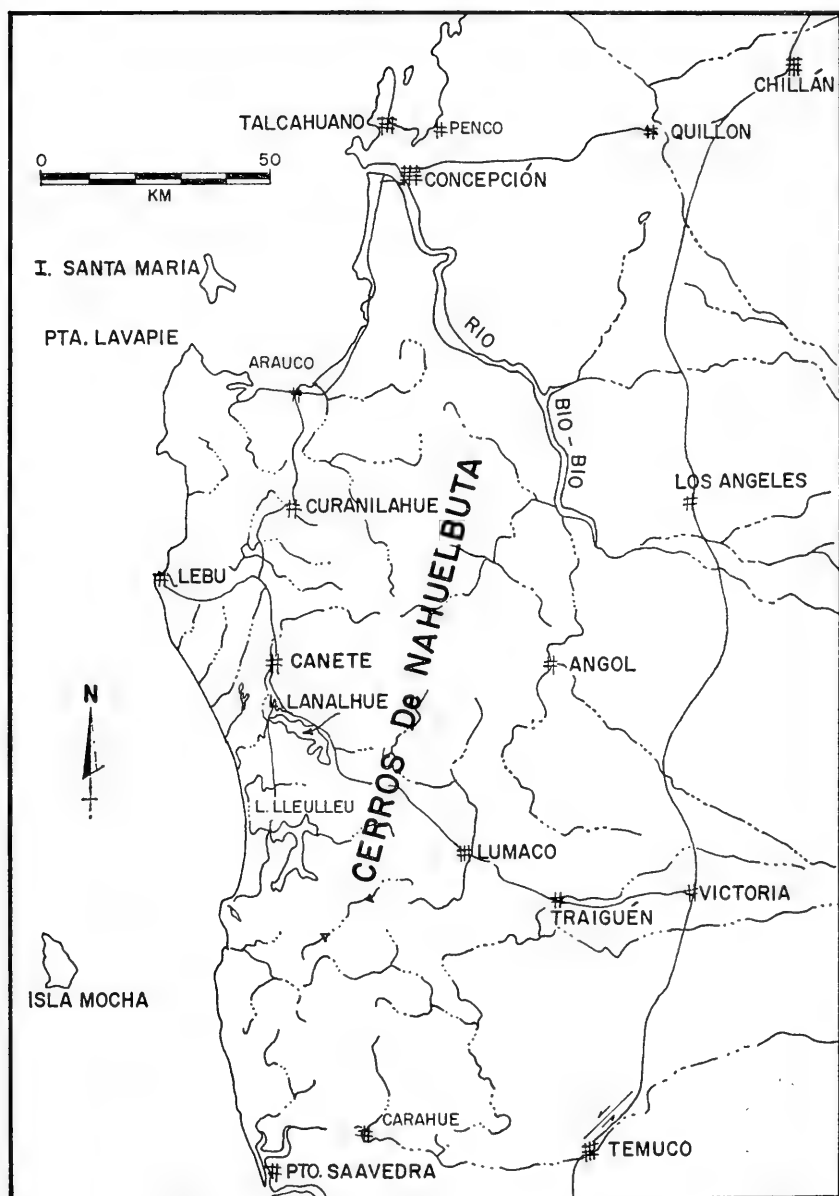 CHILLÁN
TALCAHUANO
PENCO
QUILLON
0 50
KM
CONCEPCIÓN
I. SANTA MARIA
PTA. LAVAPIE
RIO
ARAUCO
BIO-BIO
LOS ANGELES
CURANILAHUE
CERROS De NAHUELBUTA
LEBU
CANETE
ANGOL
N
LANALHUE
L. LLEULLEU
LUMACO
VICTORIA
TRAIGUÉN
ISLA MOCHA
CARAHUE
TEMUCO
PTO. SAAVEDRA